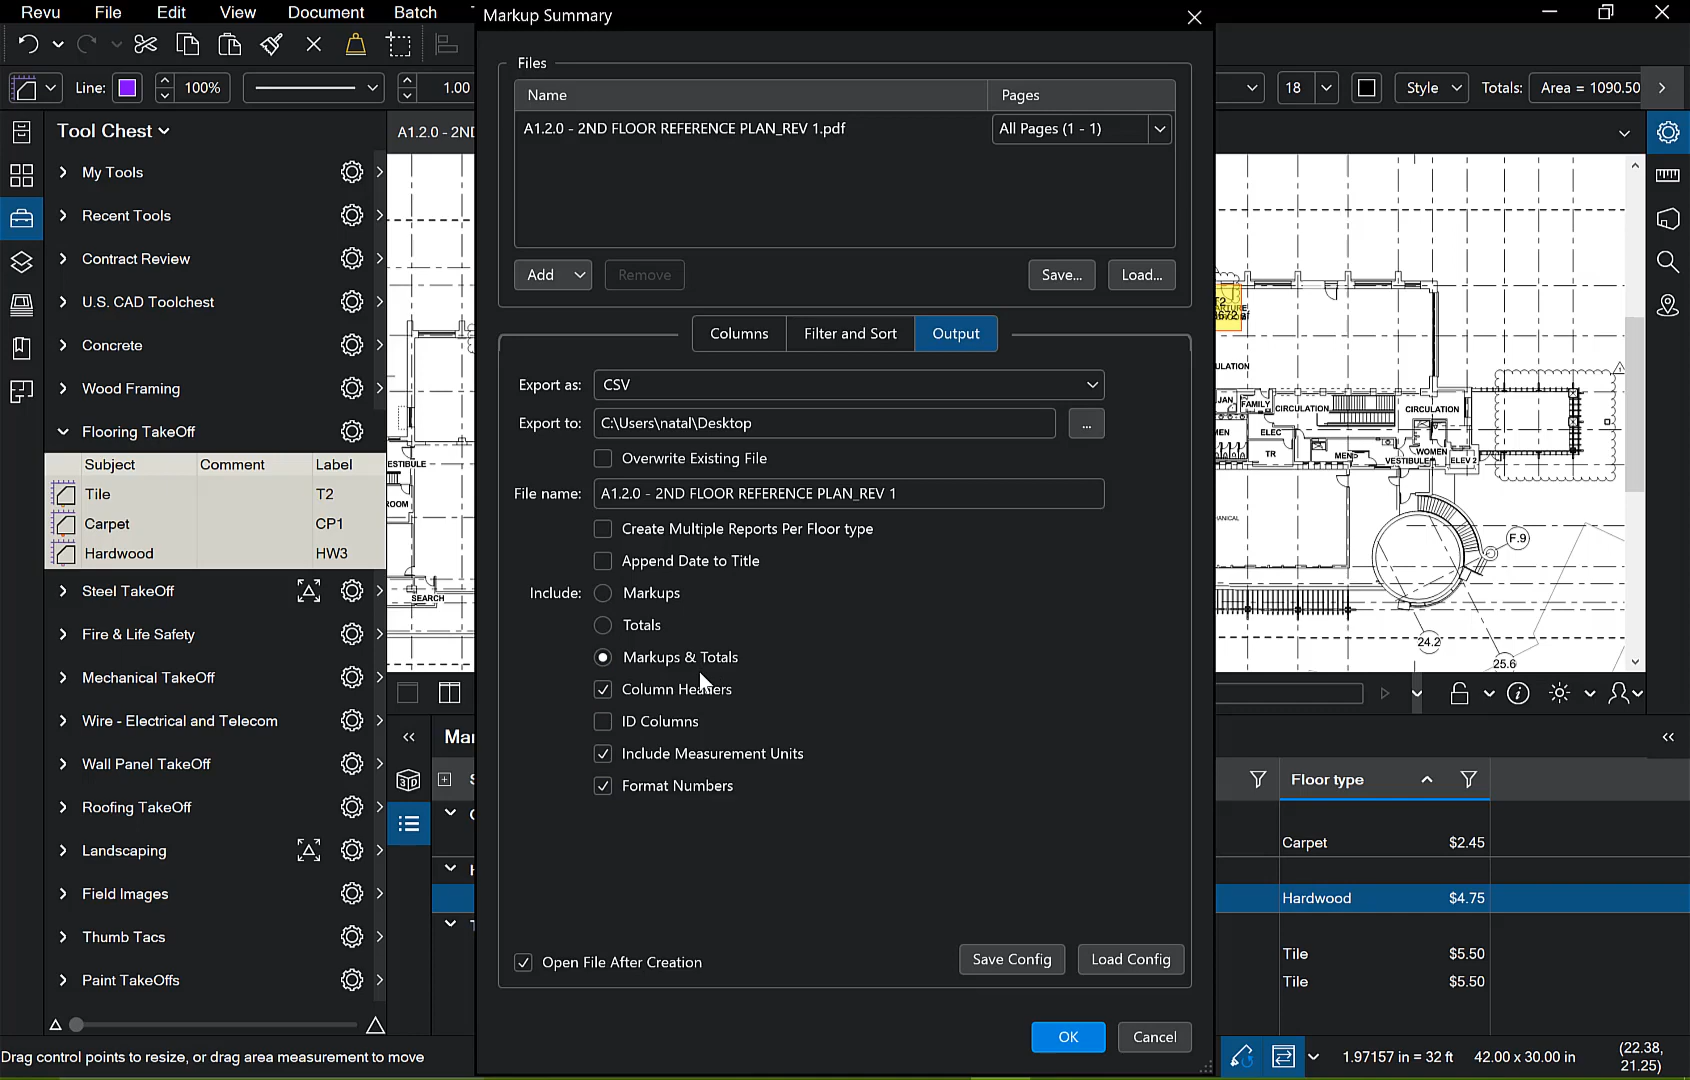 Revu File Edit View Document Batch
Markup Summary
Line: 100% 1.00
18 Style Totals: Area = 1090.50
Files
Name Pages
A1.2.0 - 2ND FLOOR REFERENCE PLAN_REV 1.pdf All Pages (1 - 1)
Add Remove Save... Load...
Columns Filter and Sort Output
Export as: CSV
Export to: C:\Users\natal\Desktop ...
Overwrite Existing File
File name: A1.2.0 - 2ND FLOOR REFERENCE PLAN_REV 1
Create Multiple Reports Per Floor type
Append Date to Title
Include: Markups
Totals
Markups & Totals
Column Headers
ID Columns
Include Measurement Units
Format Numbers
Open File After Creation Save Config Load Config
OK Cancel
Tool Chest
My Tools
Recent Tools
Contract Review
U.S. CAD Toolchest
Concrete
Wood Framing
Flooring TakeOff
Subject Comment Label
Tile T2
Carpet CP1
Hardwood HW3
Steel TakeOff
Fire & Life Safety
Mechanical TakeOff
Wire - Electrical and Telecom
Wall Panel TakeOff
Roofing TakeOff
Landscaping
Field Images
Thumb Tacs
Paint TakeOffs
Drag control points to resize, or drag area measurement to move
A1.2.0 - 2N
SEARCH
JAN FAMILY CIRCULATION CIRCULATION
ELEC
TR MENS VESTIBULE WOMEN ELEV 2
F.9
24.2
25.6
3D
Floor type
Carpet $2.45
Hardwood $4.75
Tile $5.50
Tile $5.50
1.97157 in = 32 ft 42.00 x 30.00 in (22.38, 21.25)